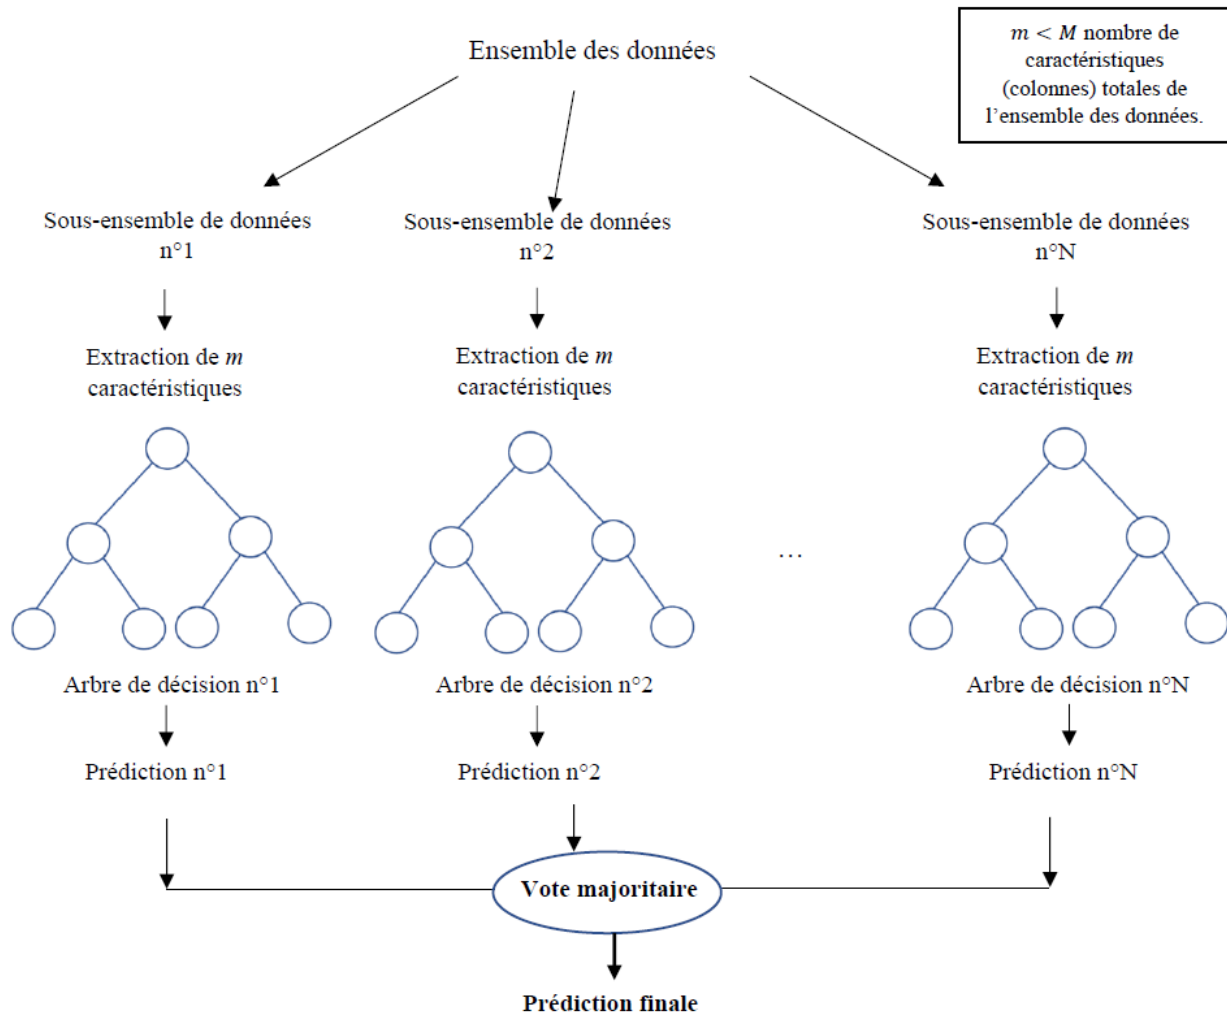 Ensemble des données
m < M nombre de
caractéristiques
(colonnes) totales de
l’ensemble des données.
Sous-ensemble de données
n°1
Sous-ensemble de données
n°2
Sous-ensemble de données
n°N
Extraction de m
caractéristiques
Extraction de m
caractéristiques
Extraction de m
caractéristiques
…
Arbre de décision n°1
Arbre de décision n°2
Arbre de décision n°N
Prédiction n°1
Prédiction n°2
Prédiction n°N
Vote majoritaire
Prédiction finale